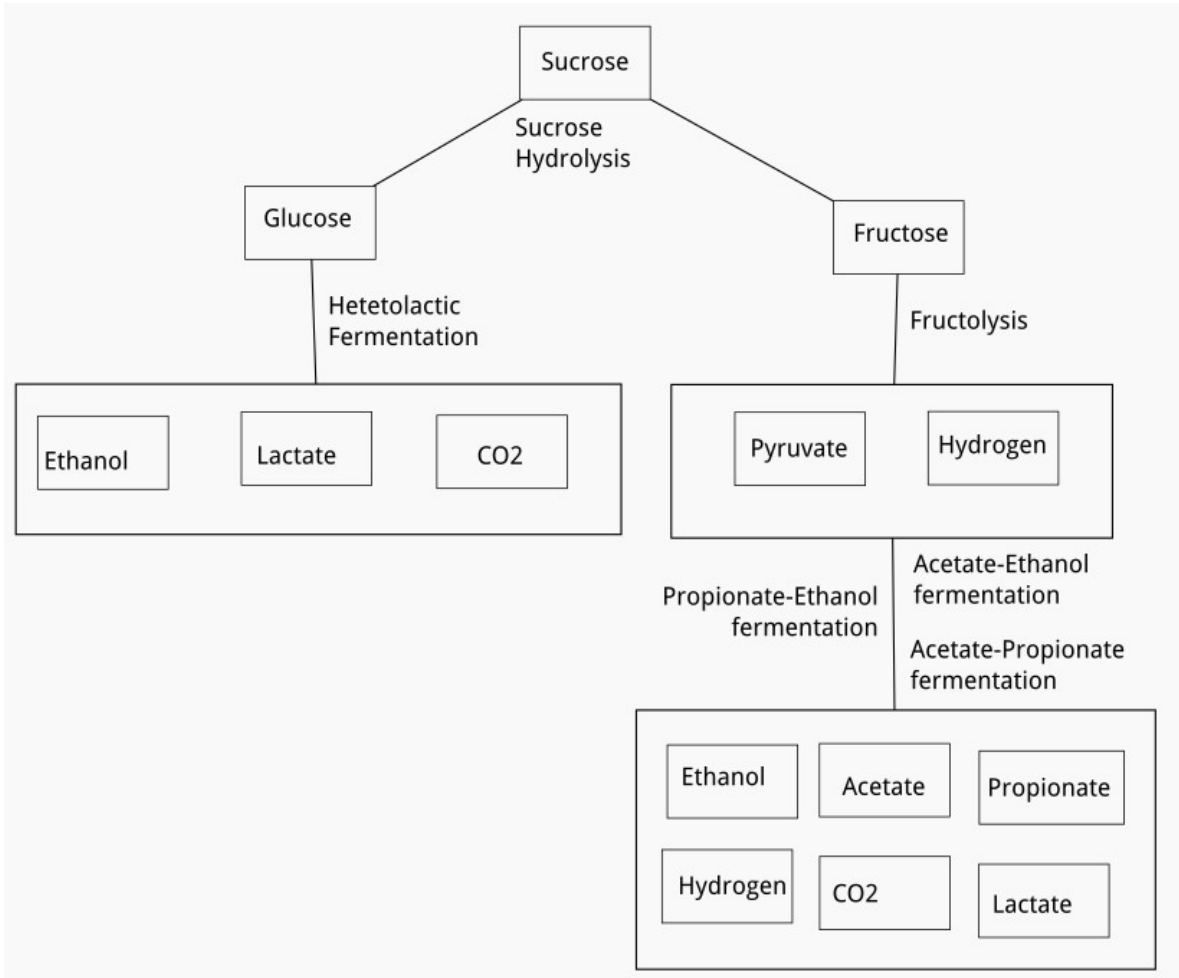 Sucrose
Sucrose
Hydrolysis
Glucose
Fructose
Hetetolactic
Fermentation
Fructolysis
Ethanol
Lactate
CO2
Pyruvate
Hydrogen
Propionate-Ethanol
fermentation
Acetate-Ethanol
fermentation
Acetate-Propionate
fermentation
Ethanol
Acetate
Propionate
Hydrogen
CO2
Lactate